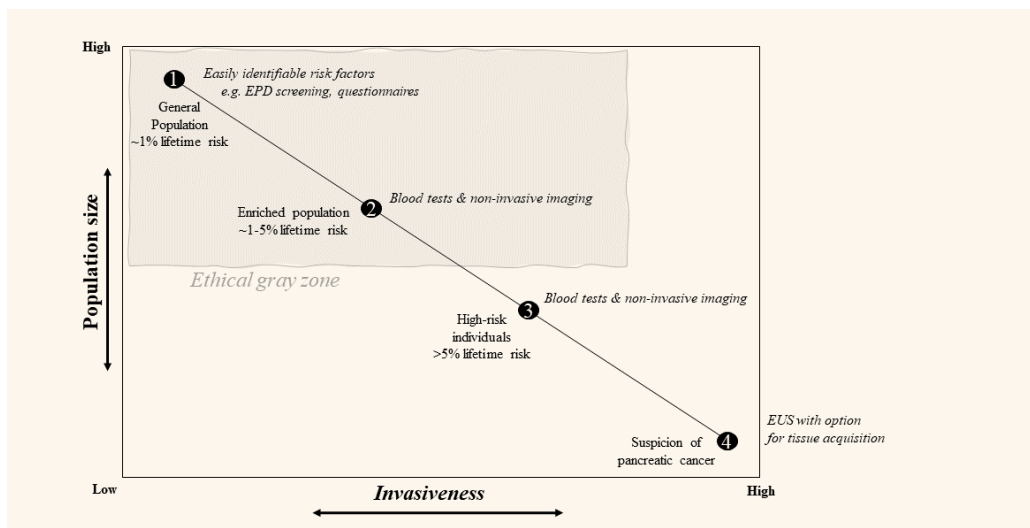 High
1
Easily identifiable risk factors
e.g. EPD screening, questionnaires
General
Population
~1% lifetime risk
Blood tests & non-invasive imaging
2
Enriched population
~1-5% lifetime risk
Ethical gray zone
Population size
Blood tests & non-invasive imaging
3
High-risk
individuals
>5% lifetime risk
EUS with option
for tissue acquisition
4
Suspicion of
pancreatic cancer
Low
Invasiveness
High